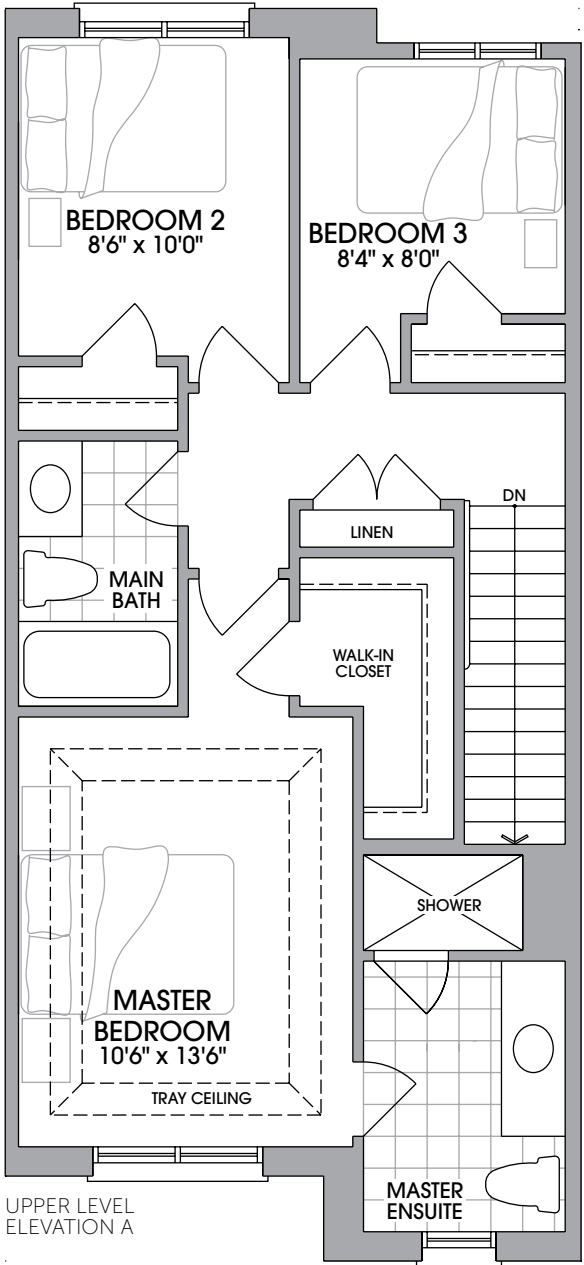 BEDROOM 2
8'6" x 10'0"
BEDROOM 3
8'4" x 8'0"
DN
LINEN
MAIN
BATH
WALK-IN
CLOSET
SHOWER
MASTER
BEDROOM
10'6" x 13'6"
TRAY CEILING
MASTER
ENSUITE
UPPER LEVEL
ELEVATION A